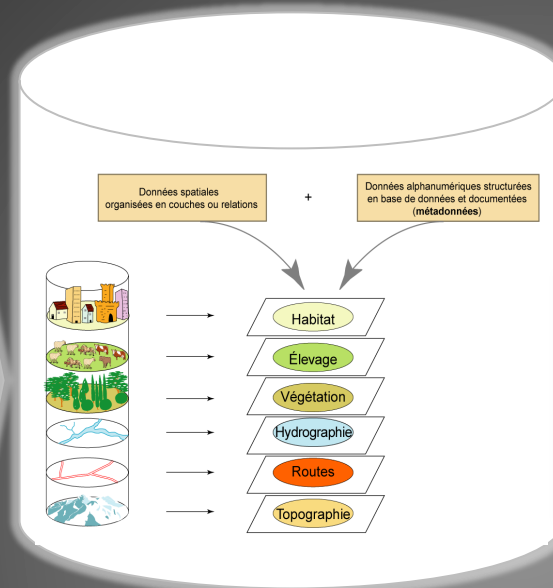 Données spatiales
organisées en couches ou relations
+
Données alphanumériques structurées
en base de données et documentées
(métadonnées)
Habitat
Élevage
Végétation
Hydrographie
Routes
Topographie